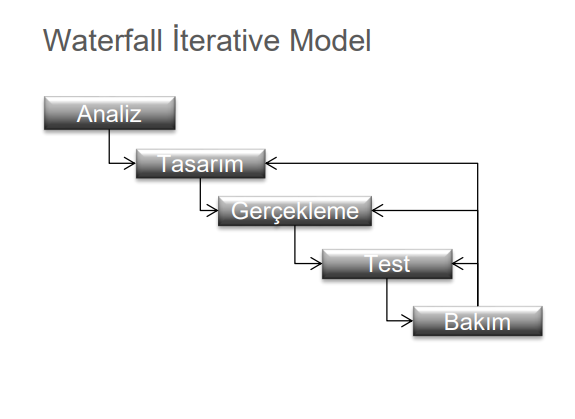 Waterfall İterative Model
Analiz
Tasarım
Gerçekleme
Test
Bakım